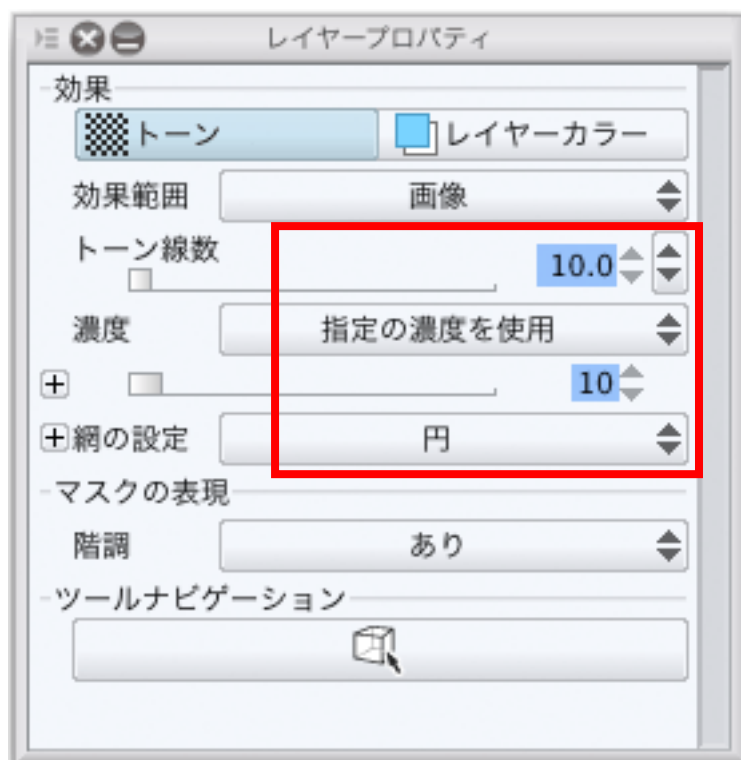 レイヤープロパティ
効果
トーン レイヤーカラー
効果範囲 画像
トーン線数 10.0
濃度 指定の濃度を使用
10
網の設定 円
マスクの表現
階調 あり
ツールナビゲーション